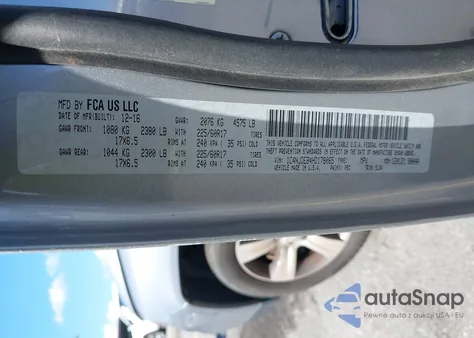 MFD BY FCA US LLC
DATE OF MFR(BUILT): 12-16 GVWR: 2076 KG 4575 LB
GAWR FRONT: 1080 KG 2380 LB WITH 225/60R17 TIRES
17X6.5 RIMS AT: 240 KPA( 35 PSI) COLD
GAWR REAR: 1044 KG 2300 LB WITH 225/60R17 TIRES
17X6.5 RIMS AT: 240 KPA( 35 PSI) COLD
THIS VEHICLE CONFORMS TO ALL APPLICABLE U.S.A. FEDERAL MOTOR VEHICLE SAFETY AND
BUMPER STANDARDS IN EFFECT ON THE DATE OF MANUFACTURE SHOWN ABOVE.
TYPE: MPV
MADE IN U.S.A. PAINT: TRIM:
autoSnap
Pewne auta z aukcji USA i EU